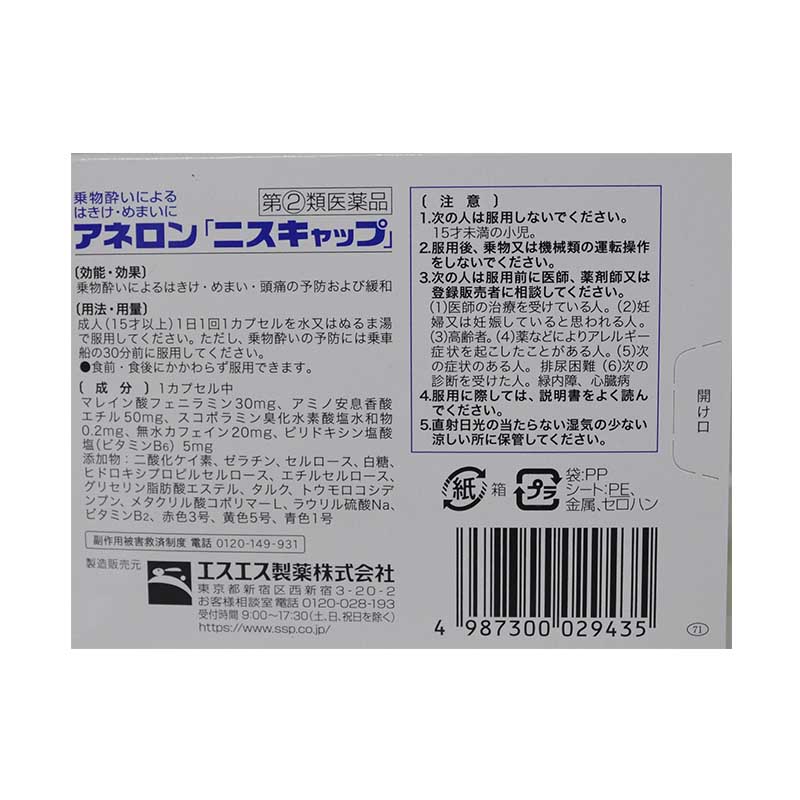 乗物酔いによる
はきけ・めまいに
指②類医薬品
アネロン「ニスキャップ」
〔効能・効果〕
乗物酔いによるはきけ・めまい・頭痛の予防および緩和
〔用法・用量〕
成人(15才以上)1日1回1カプセルを水又はぬるま湯
で服用してください。ただし、乗物酔いの予防には乗車
船の30分前に服用してください。
●食前・食後にかかわらず服用できます。
〔成分〕1カプセル中
マレイン酸フェニラミン30mg、アミノ安息香酸
エチル50mg、スコポラミン臭化水素酸塩水和物
0.2mg、無水カフェイン20mg、ピリドキシン塩酸
塩(ビタミンB6)5mg
添加物:二酸化ケイ素、ゼラチン、セルロース、白糖、
ヒドロキシプロピルセルロース、エチルセルロース、
グリセリン脂肪酸エステル、タルク、トウモロコシデ
ンプン、メタクリル酸コポリマーL、ラウリル硫酸Na、
ビタミンB2、赤色3号、黄色5号、青色1号
副作用被害救済制度 電話 0120-149-931
製造販売元
エスエス製薬株式会社
東京都新宿区西新宿3-20-2
お客様相談室電話 0120-028-193
受付時間 9:00〜17:30(土、日、祝日を除く)
https://www.ssp.co.jp/
〔注意〕
1.次の人は服用しないでください。
15才未満の小児。
2.服用後、乗物又は機械類の運転操作
をしないでください。
3.次の人は服用前に医師、薬剤師又は
登録販売者に相談してください。
(1)医師の治療を受けている人。(2)妊
婦又は妊娠していると思われる人。
(3)高齢者。(4)薬などによりアレルギー
症状を起こしたことがある人。(5)次
の症状のある人。排尿困難 (6)次の
診断を受けた人。緑内障、心臓病
4.服用に際しては、説明書をよく読ん
でください。
5.直射日光の当たらない湿気の少ない
涼しい所に保管してください。
開け口
紙 箱
プラ
袋:PP
シート:PE、
金属、セロハン
4 987300 029435
71